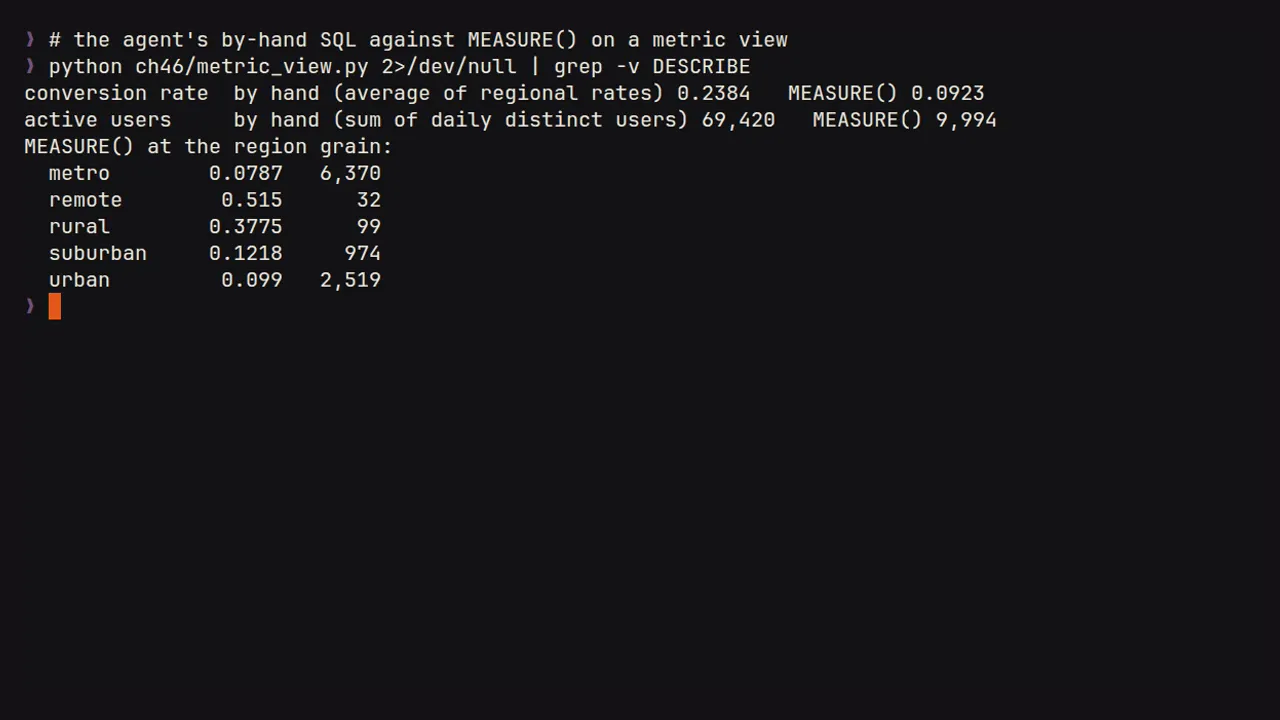 ❯ # the agent's by-hand SQL against MEASURE() on a metric view
❯ python ch46/metric_view.py 2>/dev/null | grep -v DESCRIBE
conversion rate  by hand (average of regional rates) 0.2384   MEASURE() 0.0923
active users     by hand (sum of daily distinct users) 69,420   MEASURE() 9,994
MEASURE() at the region grain:
  metro        0.0787   6,370
  remote        0.515      32
  rural        0.3775      99
  suburban     0.1218     974
  urban         0.099   2,519
❯